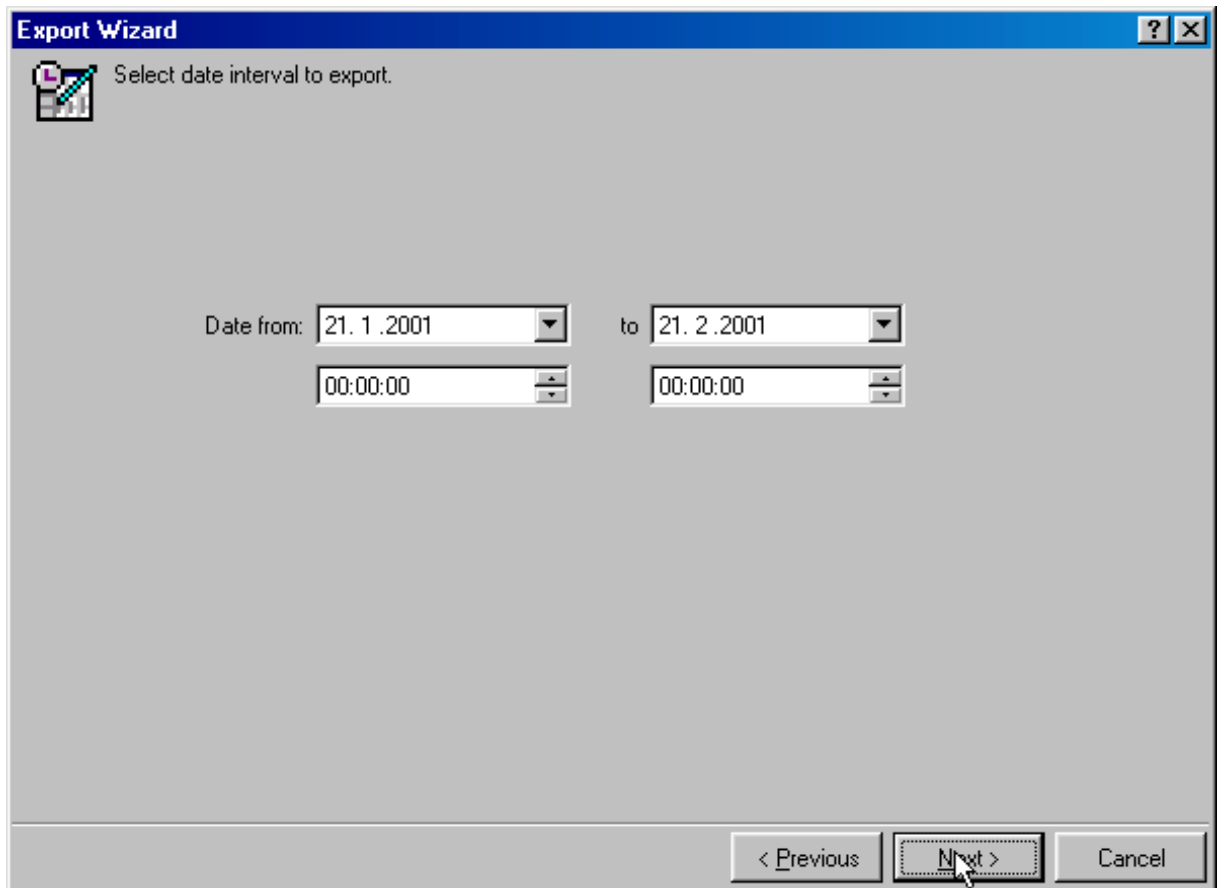 Export Wizard
Select date interval to export.
Date from: 21. 1 .2001 to 21. 2 .2001
00:00:00 00:00:00
< Previous Next > Cancel